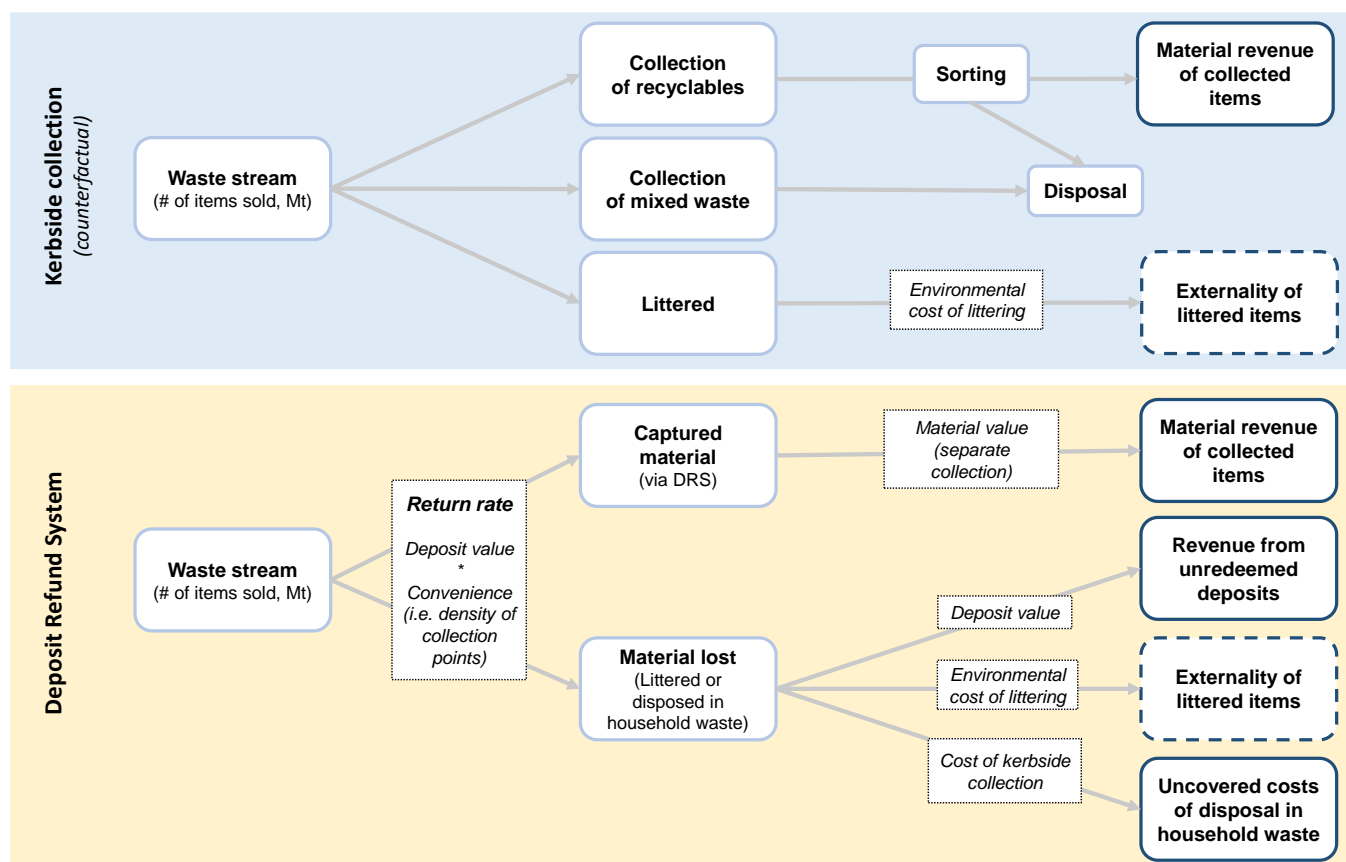 Kerbside collection
(counterfactual)
Waste stream
(# of items sold, Mt)
Collection
of recyclables
Sorting
Material revenue
of collected
items
Collection
of mixed waste
Disposal
Littered
Environmental
cost of littering
Externality of
littered items
Deposit Refund System
Waste stream
(# of items sold, Mt)
Return rate
Deposit value
*
Convenience
(i.e. density of
collection
points)
Captured
material
(via DRS)
Material value
(separate
collection)
Material revenue
of collected
items
Material lost
(Littered or
disposed in
household waste)
Deposit value
Revenue from
unredeemed
deposits
Environmental
cost of littering
Externality of
littered items
Cost of kerbside
collection
Uncovered costs
of disposal in
household waste